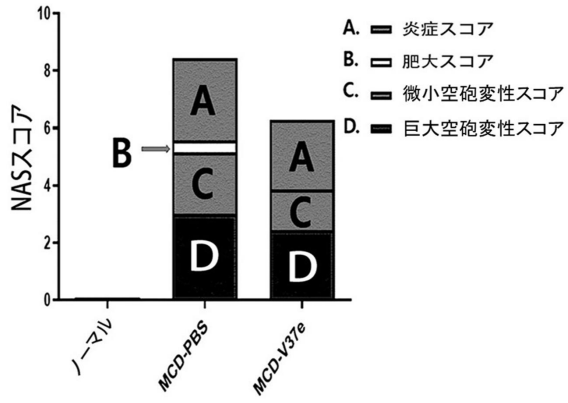 10
8
6
4
2
0
NASスコア
A
B
C
D
A
C
D
ノーマル
MCD-PBS
MCD-V37e
A. 炎症スコア
B. 肥大スコア
C. 微小空砲変性スコア
D. 巨大空砲変性スコア